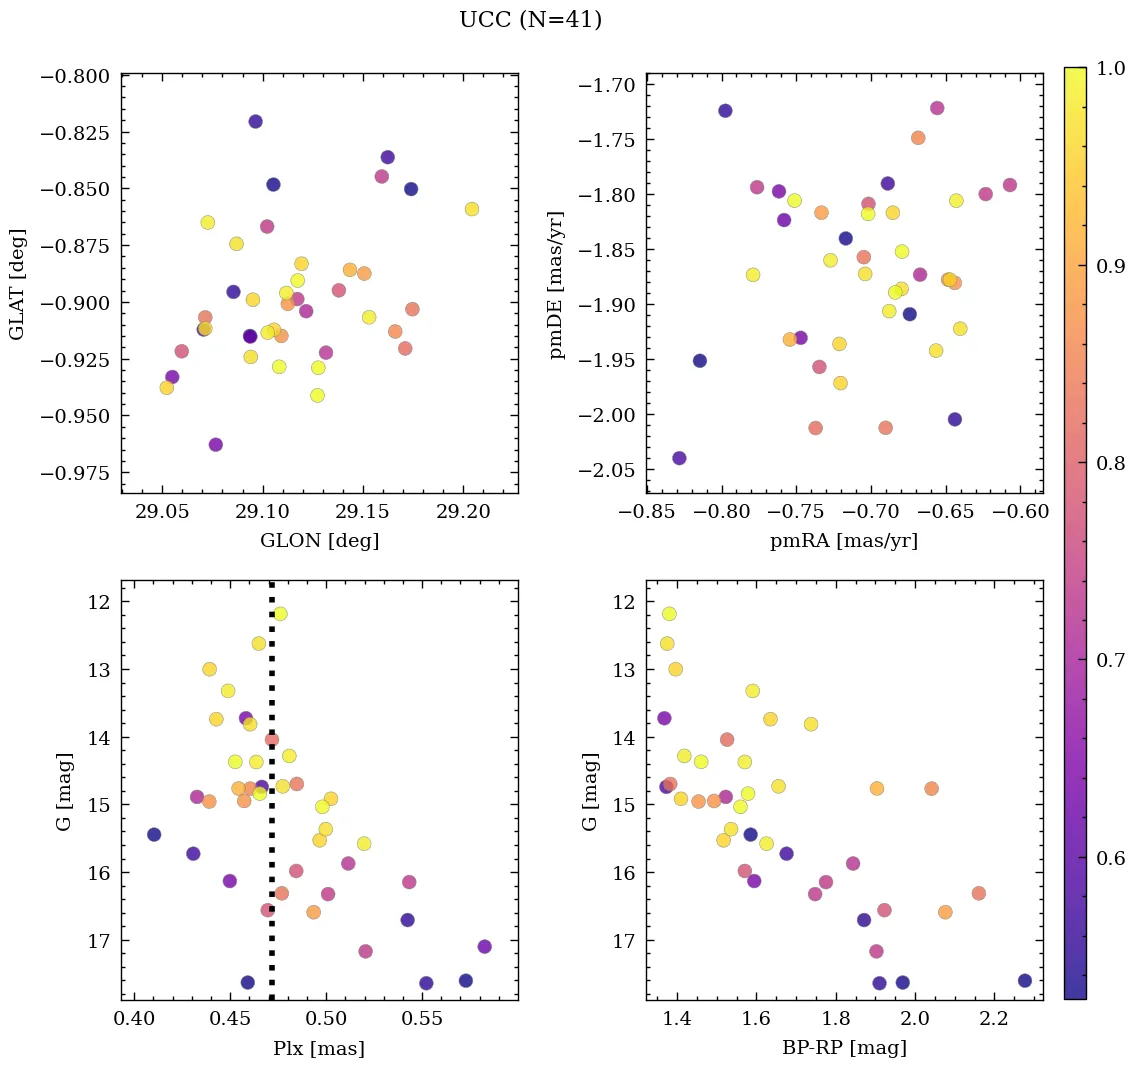 UCC (N=41)
−0.800
−0.825
−0.850
−0.875
−0.900
−0.925
−0.950
−0.975
GLAT [deg]
29.05 29.10 29.15 29.20
GLON [deg]
−1.70
−1.75
−1.80
−1.85
−1.90
−1.95
−2.00
−2.05
pmDE [mas/yr]
−0.85 −0.80 −0.75 −0.70 −0.65 −0.60
pmRA [mas/yr]
12
13
14
15
16
17
G [mag]
0.40 0.45 0.50 0.55
Plx [mas]
12
13
14
15
16
17
G [mag]
1.4 1.6 1.8 2.0 2.2
BP-RP [mag]
1.0
0.9
0.8
0.7
0.6